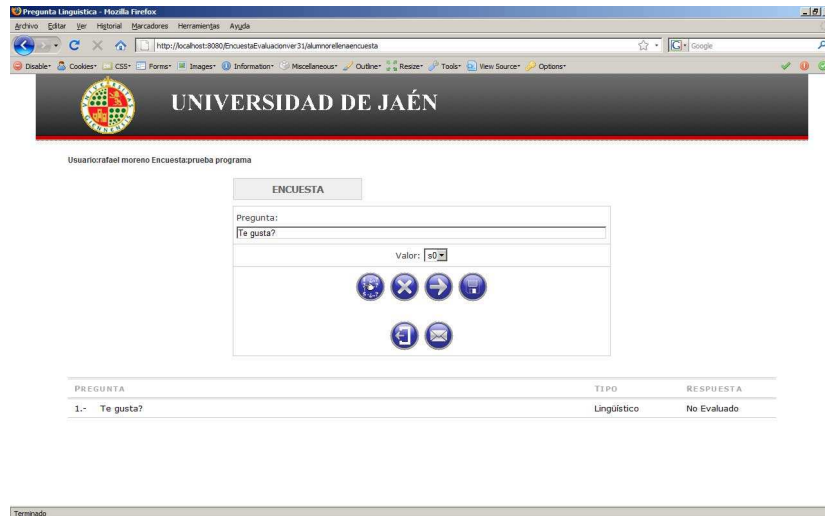 Pregunta Linguistica - Mozilla Firefox
Archivo Editar Ver Historial Marcadores Herramientas Ayuda
http://localhost:8080/EncuestaEvaluacionver31/alumnorellenaencuesta
G Google
Disable Cookies CSS Forms Images Information Miscellaneous Outline Resize Tools View Source Options
UNIVERSIDAD DE JAÉN
Usuario:rafael moreno Encuesta:prueba programa
ENCUESTA
Pregunta:
Te gusta?
Valor: s0
PREGUNTA TIPO RESPUESTA
1.- Te gusta? Lingüístico No Evaluado
Terminado